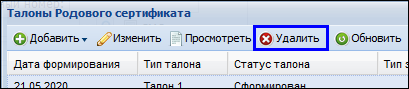 Талоны Родового сертификата
Добавить Изменить Просмотреть Удалить Обновить
Дата формирования Тип талона Статус талона Тип з
21.05.2020 Талон 1 Сформирован